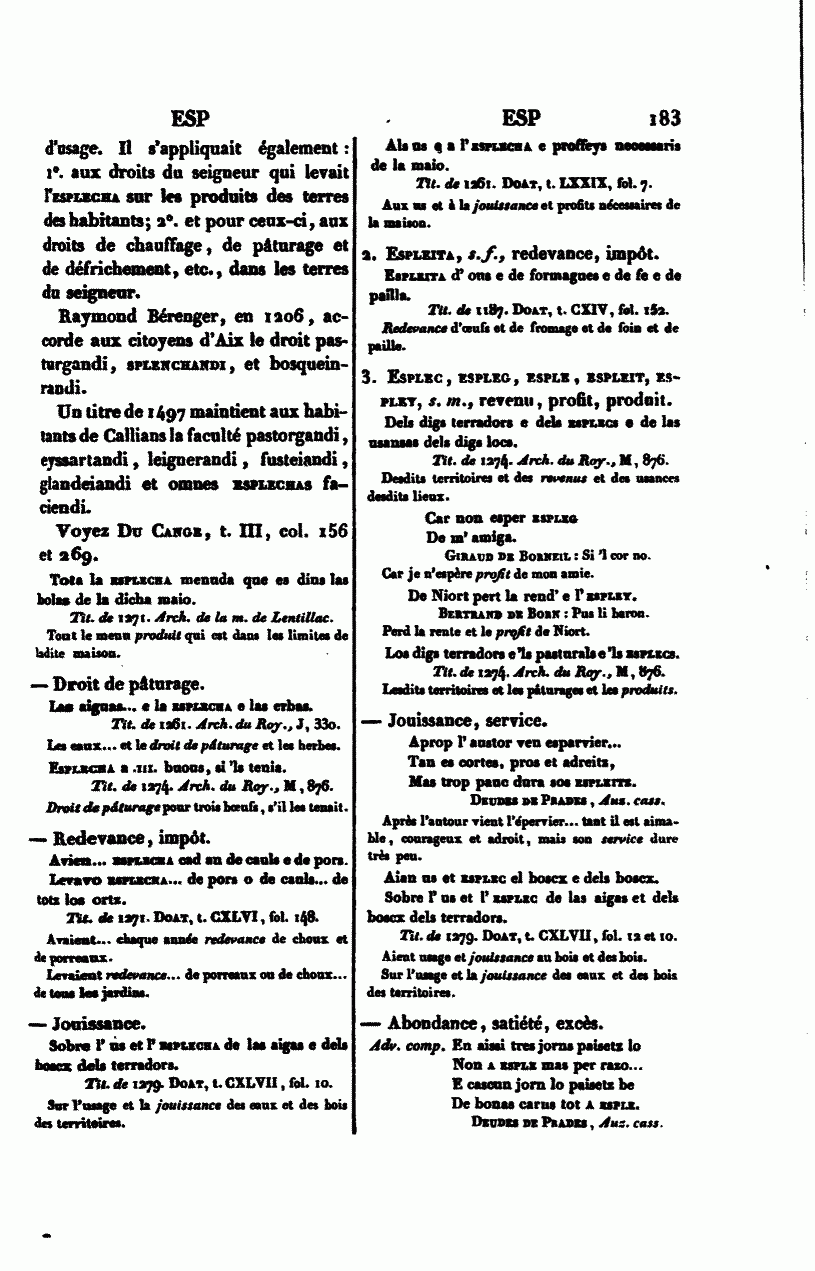 ESP
d'usage. Il s'appliquait également :
1°. aux droits du seigneur qui levait
l'ESPLECHA sur les produits des terres
des habitants; 2°. et pour ceux-ci, aux
droits de chauffage, de pâturage et
de défrichement, etc., dans les terres
du seigneur.
Raymond Bérenger, en 1206, ac-
corde aux citoyens d'Aix le droit pas-
turgandi, SPLENCHANDI, et bosquein-
randi.
Un titre de 1497 maintient aux habi-
tants de Callians la faculté pastorgandi,
eyssartandi, leignerandi, fusteiandi,
glandeiandi et omnes ESPLECHAS fa-
ciendi.
Voyez DU CANGE, t. III, col. 156
et 269.
Tota la ESPLECHA menuda que es dins las
bolas de la dicha maio.
Tit. de 1271. Arch. de la m. de Lentillac.
Tout le menu produit qui est dans les limites de
ladite maison.
— Droit de pâturage.
Las aiguas... e la ESPLECHA e las erbas.
Tit. de 1261. Arch. du Roy., J, 330.
Les eaux... et le droit de pâturage et les herbes.
ESPLECHA a .III. buous, si 'ls tenia.
Tit. de 1274. Arch. du Roy., M, 876.
Droit de pâturage pour trois bœufs, s'il les tenait.
— Redevance, impôt.
Avien... ESPLECHA cad an de cauls e de pors.
Levavo ESPLECHA... de pors o de cauls... de
totz los ortz.
Tit. de 1271. DOAT, t. CXLVI, fol. 148.
Avaient... chaque année redevance de choux et
de porreaux.
Levaient redevance... de porreaux ou de choux...
de tous les jardins.
— Jouissance.
Sobre l' us et l' ESPLECHA de las aigas e dels
boscx dels terradors.
Tit. de 1279. DOAT, t. CXLVII, fol. 10.
Sur l'usage et la jouissance des eaux et des bois
des territoires.
ESP 183
Als us q a l' ESPLECHA e proffeys necessaris
de la maio.
Tit. de 1261. DOAT, t. LXXIX, fol. 7.
Aux us et à la jouissance et profits nécessaires de
la maison.
2. ESPLEITA, s. f., redevance, impôt.
ESPLEITA d' ous e de formagnes e de fe e de
pailla.
Tit. de 1187. DOAT, t. CXIV, fol. 152.
Redevance d'œufs et de fromage et de foin et de
paille.
3. ESPLEC, ESPLEG, ESPLE, ESPLEIT, ES-
PLET, s. m., revenu, profit, produit.
Dels digs terradors e dels ESPLECS e de las
usansas dels digs locs.
Tit. de 1274. Arch. du Roy., M, 876.
Desdits territoires et des revenus et des usances
desdits lieux.
Car non esper ESPLEG
De m' amiga.
GIRAUD DE BORNEIL : Si 'l cor no.
Car je n'espère profit de mon amie.
De Niort pert la rend' e l' ESPLET.
BERTRAND DE BORN : Pus li baron.
Perd la rente et le profit de Niort.
Los digs terradors e 'ls pasturals e 'ls ESPLECS.
Tit. de 1274. Arch. du Roy., M, 876.
Lesdits territoires et les pâturages et les produits.
— Jouissance, service.
Aprop l' austor ven esparvier...
Tan es cortes, pros et adreitz,
Mas trop pauc dura sos ESPLEITZ.
DEUDES DE PRADES, Aus. cass.
Après l'autour vient l'épervier... tant il est aima-
ble, courageux et adroit, mais son service dure
très peu.
Aian us et ESPLEC el boscx e dels boscx.
Sobre l' us et l' ESPLEC de las aigas et dels
boscx dels terradors.
Tit. de 1279. DOAT, t. CXLVII, fol. 12 et 10.
Aient usage et jouissance au bois et des bois.
Sur l'usage et la jouissance des eaux et des bois
des territoires.
— Abondance, satiété, excès.
Adv. comp. En aissi tres jorns paisetz lo
Non A ESPLE mas per razo...
E cascun jorn lo paisetz be
De bonas carns tot A ESPLE.
DEUDES DE PRADES, Auz. cass.